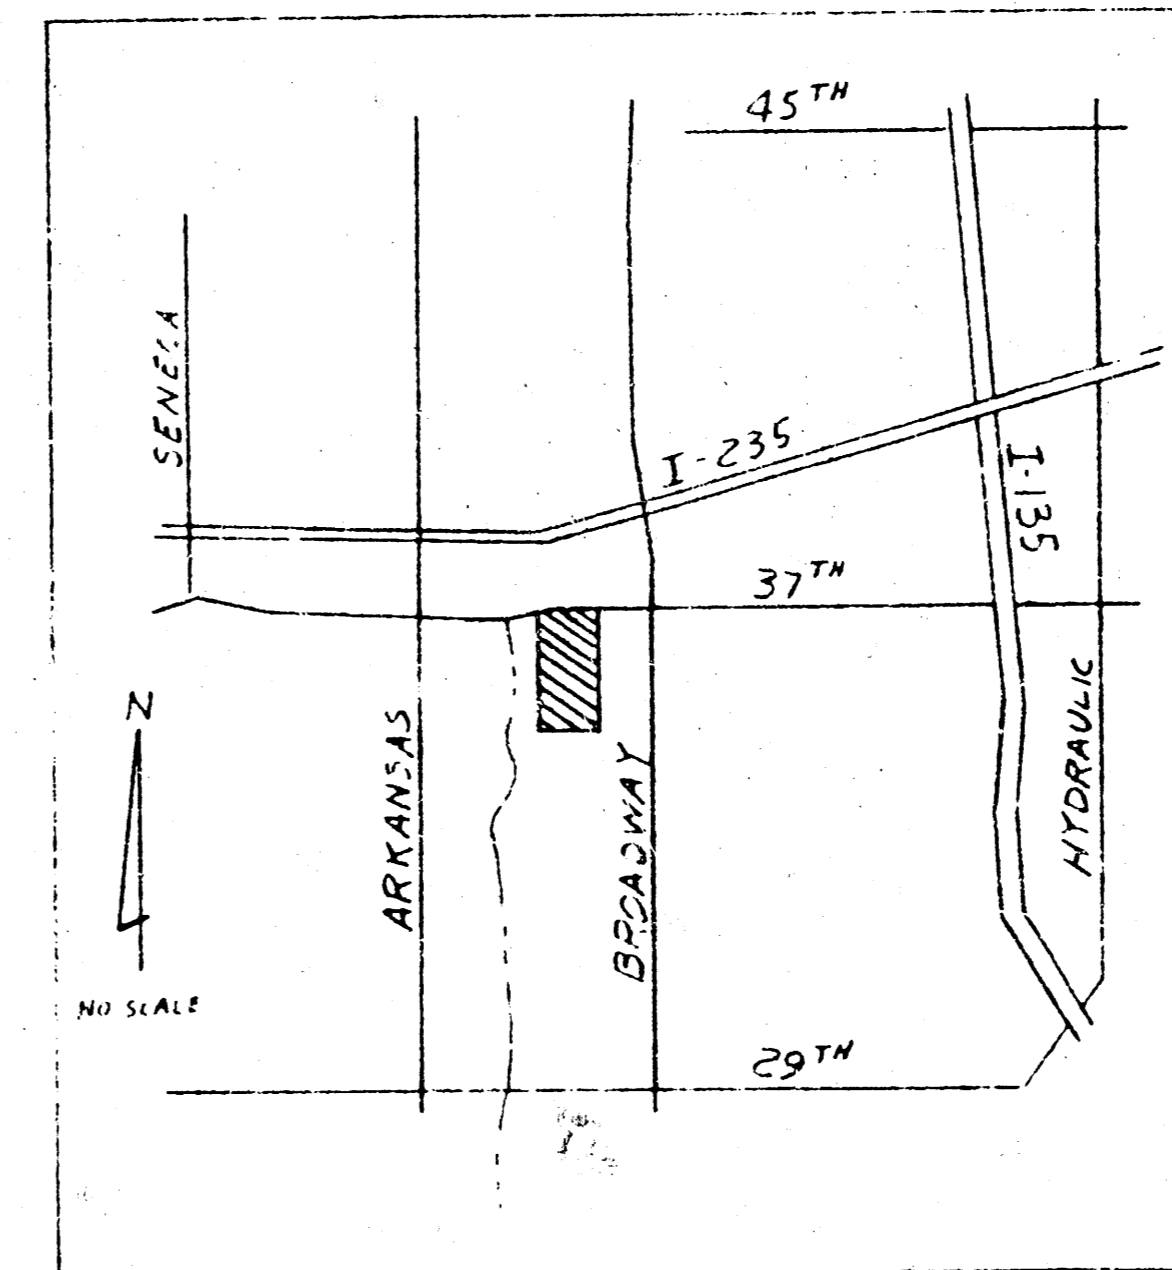 45TH
SENECA
I-235
I-135
37TH
HYDRAULIC
N
ARKANSAS
BROADWAY
NO SCALE
29TH